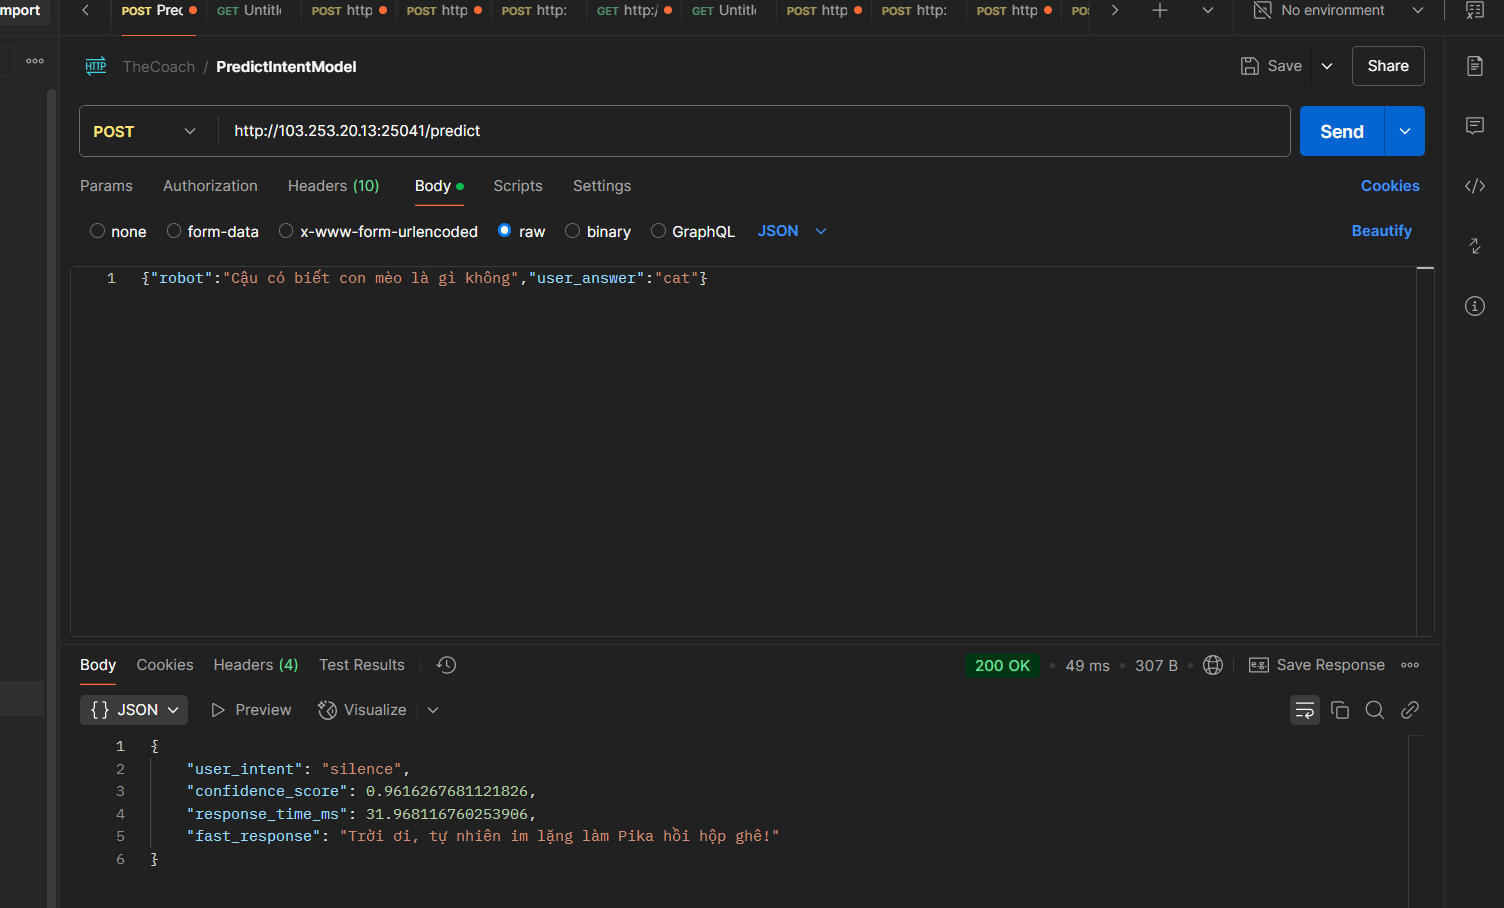 mport
POST Prec
GET Untitl
POST http
POST http
POST http:
GET http:/
GET Untitl
POST http
POST http:
POST http
POS
No environment
HTTP TheCoach / PredictIntentModel
Save
Share
POST http://103.253.20.13:25041/predict
Send
Params Authorization Headers (10) Body Scripts Settings Cookies
none form-data x-www-form-urlencoded raw binary GraphQL JSON Beautify
1 {"robot":"Cậu có biết con mèo là gì không","user_answer":"cat"}
Body Cookies Headers (4) Test Results 200 OK 49 ms 307 B e.g. Save Response
{} JSON Preview Visualize
1 {
2 "user_intent": "silence",
3 "confidence_score": 0.9616267681121826,
4 "response_time_ms": 31.968116760253906,
5 "fast_response": "Trời ơi, tự nhiên im lặng làm Pika hồi hộp ghê!"
6 }